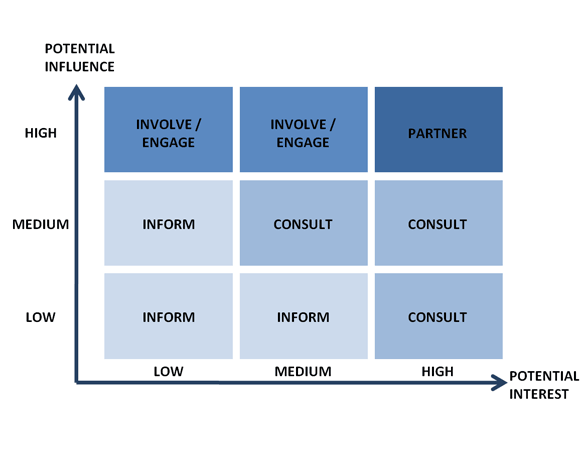 POTENTIAL
INFLUENCE
HIGH
INVOLVE /
ENGAGE
INVOLVE /
ENGAGE
PARTNER
MEDIUM
INFORM
CONSULT
CONSULT
LOW
INFORM
INFORM
CONSULT
LOW
MEDIUM
HIGH
POTENTIAL
INTEREST